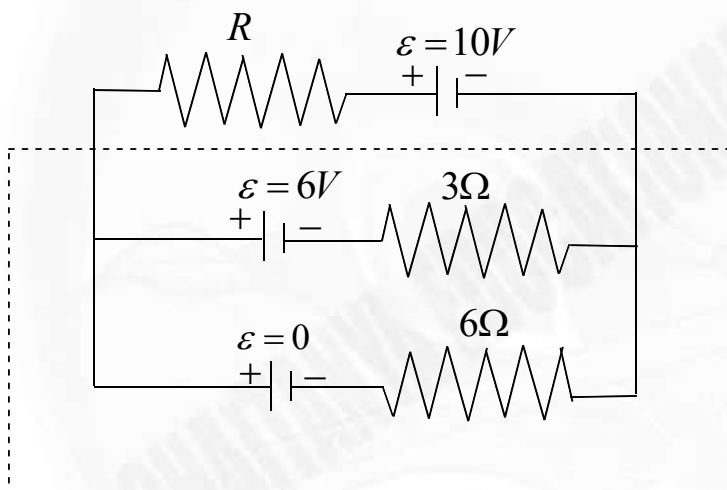 R
ε = 10V
+ −
ε = 6V
3Ω
+ −
ε = 0
6Ω
+ −